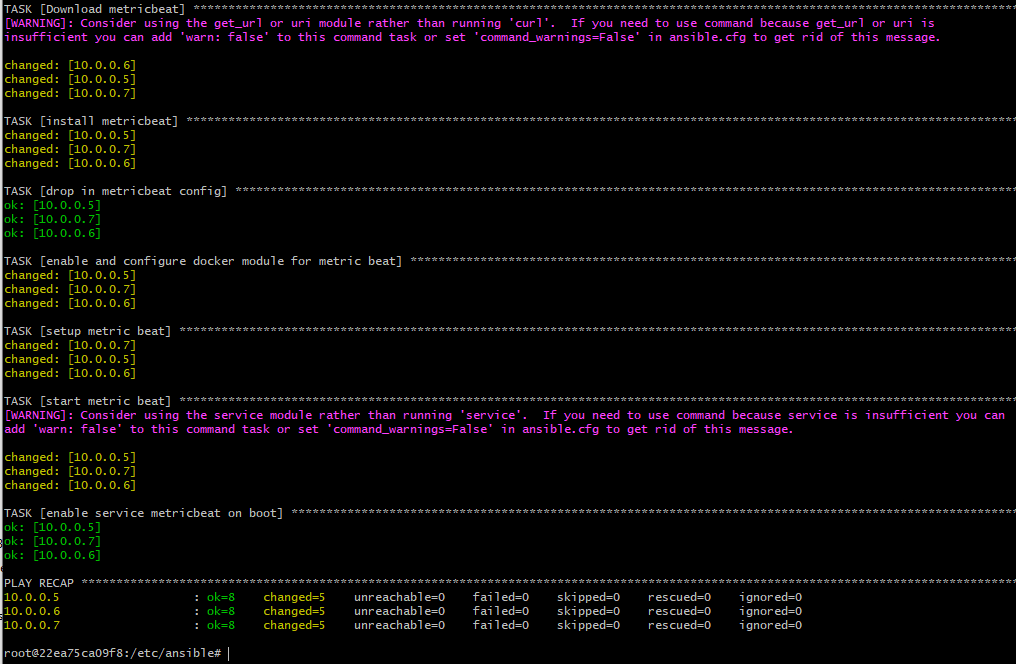 TASK [Download metricbeat] **********************************************************************************************************************
[WARNING]: Consider using the get_url or uri module rather than running 'curl'.  If you need to use command because get_url or uri is
insufficient you can add 'warn: false' to this command task or set 'command_warnings=False' in ansible.cfg to get rid of this message.
changed: [10.0.0.6]
changed: [10.0.0.5]
changed: [10.0.0.7]
TASK [install metricbeat] ***********************************************************************************************************************
changed: [10.0.0.5]
changed: [10.0.0.7]
changed: [10.0.0.6]
TASK [drop in metricbeat config] ****************************************************************************************************************
ok: [10.0.0.5]
ok: [10.0.0.7]
ok: [10.0.0.6]
TASK [enable and configure docker module for metric beat] ***************************************************************************************
changed: [10.0.0.5]
changed: [10.0.0.7]
changed: [10.0.0.6]
TASK [setup metric beat] ************************************************************************************************************************
changed: [10.0.0.7]
changed: [10.0.0.5]
changed: [10.0.0.6]
TASK [start metric beat] ************************************************************************************************************************
[WARNING]: Consider using the service module rather than running 'service'.  If you need to use command because service is insufficient you can
add 'warn: false' to this command task or set 'command_warnings=False' in ansible.cfg to get rid of this message.
changed: [10.0.0.5]
changed: [10.0.0.7]
changed: [10.0.0.6]
TASK [enable service metricbeat on boot] ********************************************************************************************************
ok: [10.0.0.5]
ok: [10.0.0.7]
ok: [10.0.0.6]
PLAY RECAP **************************************************************************************************************************************
10.0.0.5                   : ok=8    changed=5    unreachable=0    failed=0    skipped=0    rescued=0    ignored=0
10.0.0.6                   : ok=8    changed=5    unreachable=0    failed=0    skipped=0    rescued=0    ignored=0
10.0.0.7                   : ok=8    changed=5    unreachable=0    failed=0    skipped=0    rescued=0    ignored=0
root@22ea75ca09f8:/etc/ansible#